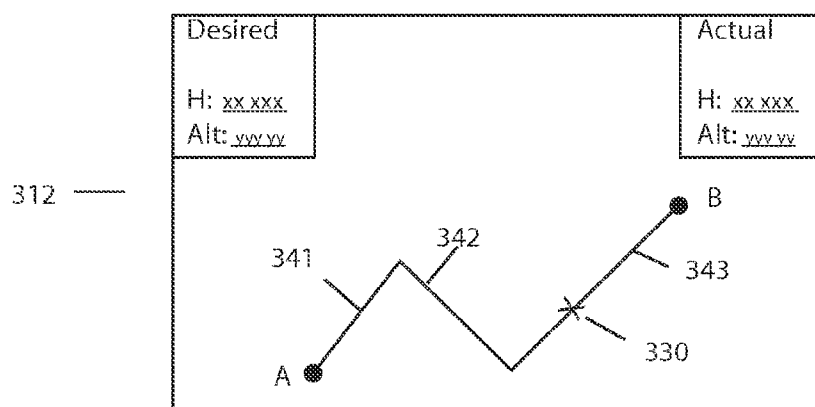 Desired
H: xx xxx
Alt: yyy yy
Actual
H: xx xxx
Alt: yyy yy
312
B
342
341
343
330
A